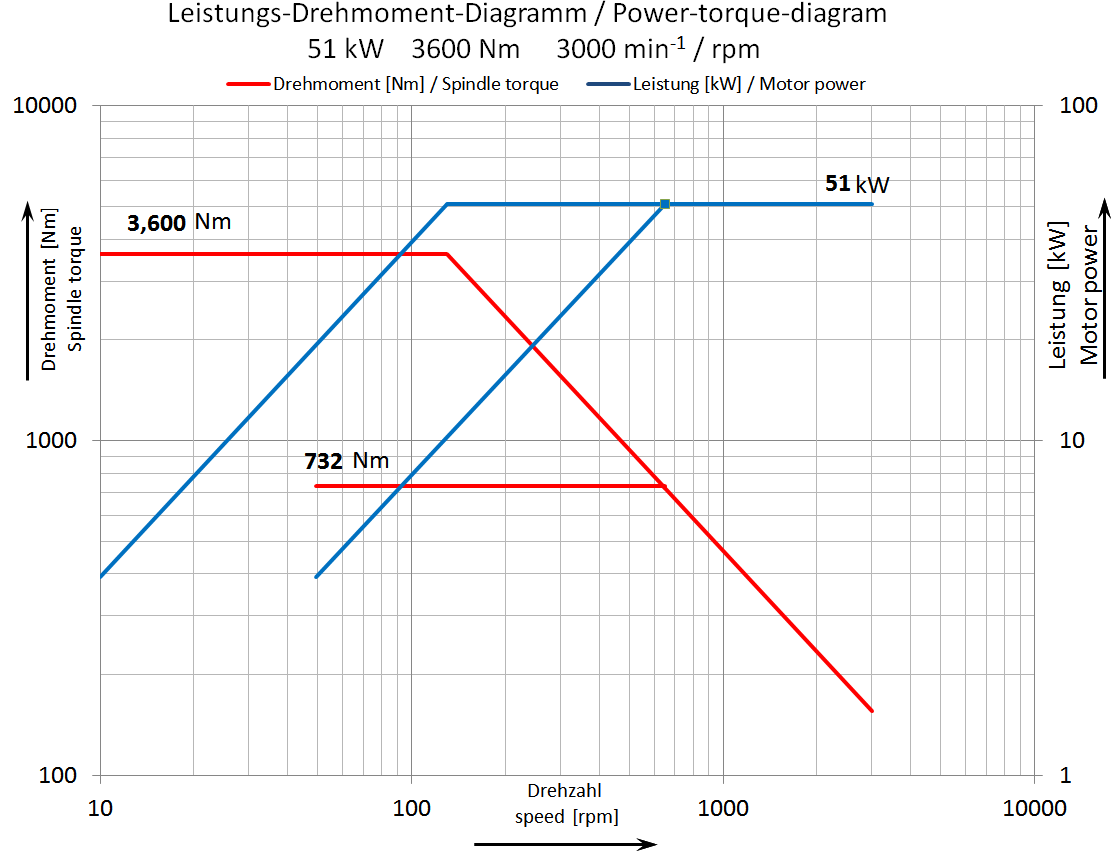 Leistungs-Drehmoment-Diagramm / Power-torque-diagram
51 kW 3600 Nm 3000 min-1 / rpm
Drehmoment [Nm] / Spindle torque Leistung [kW] / Motor power
10000
100
51 kW
3,600 Nm
Drehmoment [Nm]
Spindle torque
Leistung [kW]
Motor power
1000
10
732 Nm
100
1
10
100
1000
10000
Drehzahl
speed [rpm]